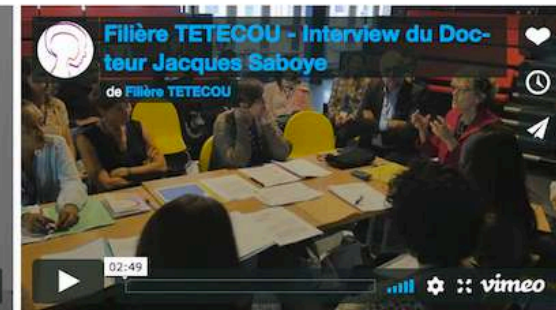 Filière TETECOU - Interview du Doc-
teur Jacques Saboye
de Filière TETECOU
02:49
vimeo